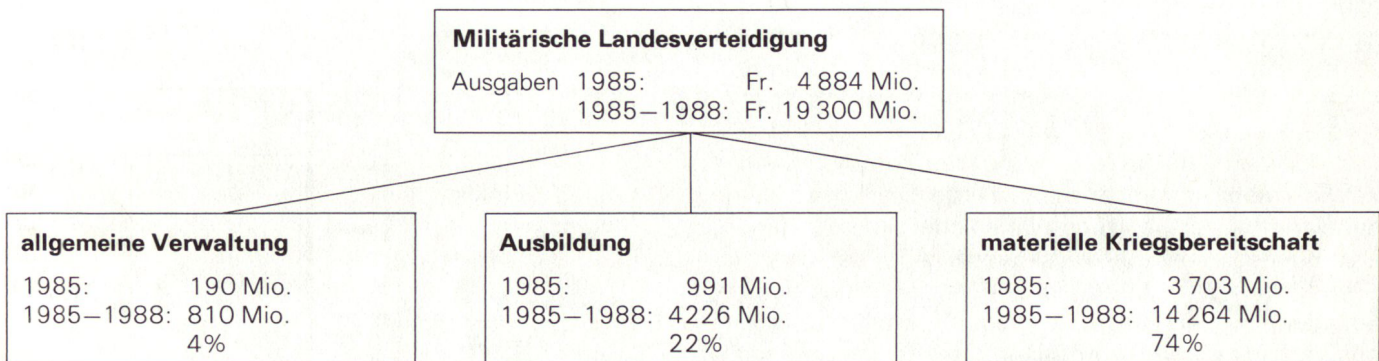 Militärische Landesverteidigung
Ausgaben 1985: Fr. 4 884 Mio.
1985–1988: Fr. 19 300 Mio.
allgemeine Verwaltung
1985: 190 Mio.
1985–1988: 810 Mio.
4%
Ausbildung
1985: 991 Mio.
1985–1988: 4226 Mio.
22%
materielle Kriegsbereitschaft
1985: 3 703 Mio.
1985–1988: 14 264 Mio.
74%